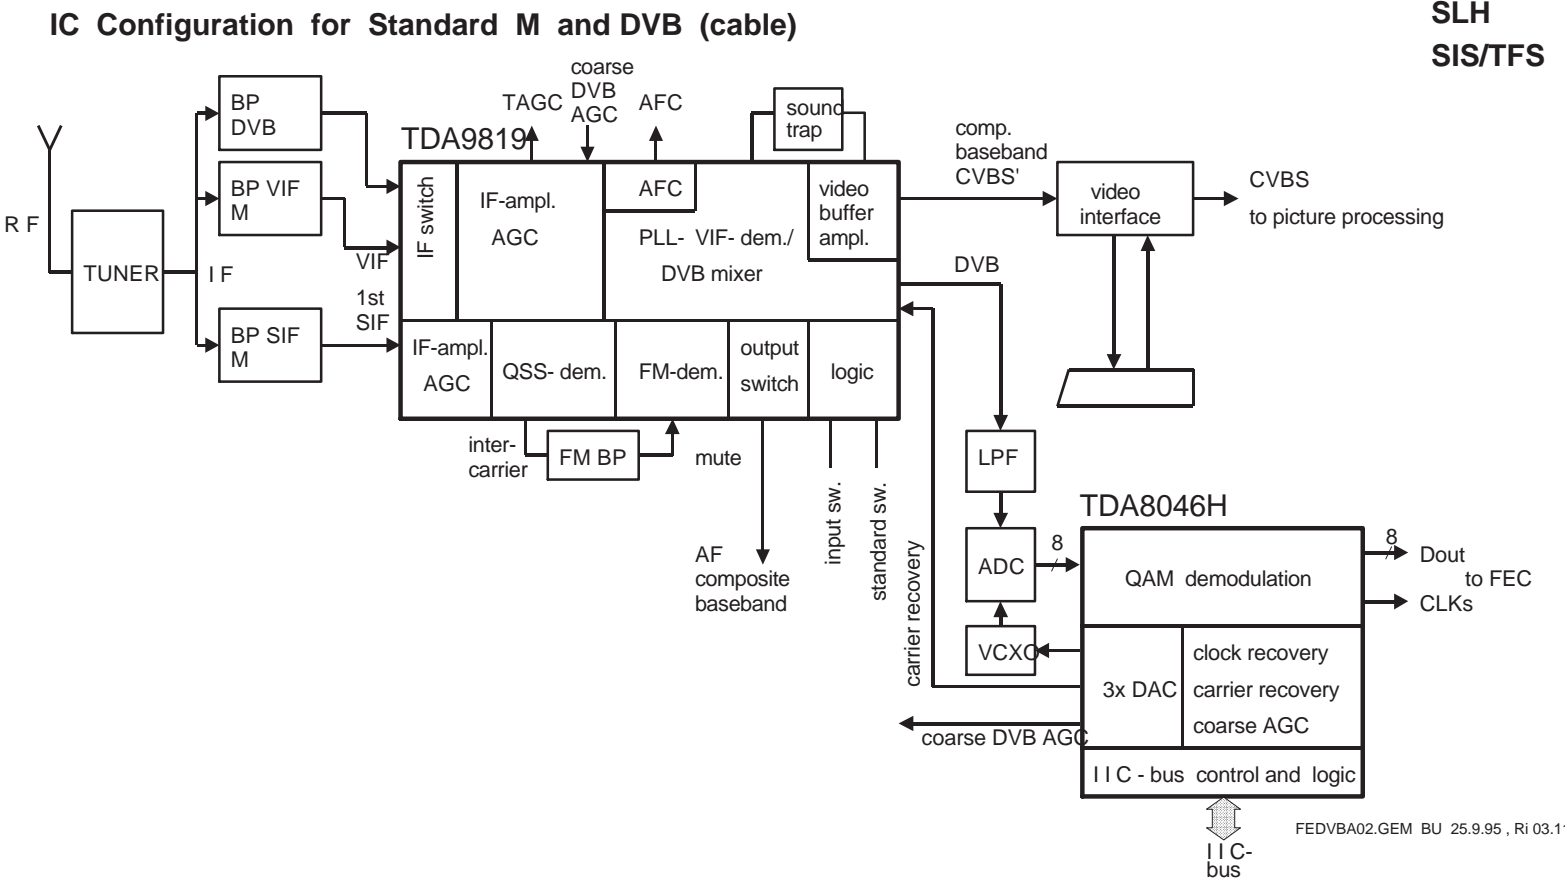 IC Configuration for Standard M and DVB (cable)
SLH
SIS/TFS
BP
DVB
BP VIF
M
BP SIF
M
R F
TUNER
I F
VIF
1st
SIF
TDA9819
TAGC
coarse
DVB
AGC
AFC
sound
trap
IF switch
IF-ampl.
AGC
AFC
PLL- VIF- dem./
DVB mixer
video
buffer
ampl.
IF-ampl.
AGC
QSS- dem.
FM-dem.
output
switch
logic
inter-
carrier
FM BP
mute
AF
composite
baseband
input sw.
standard sw.
carrier recovery
comp.
baseband
CVBS'
video
interface
CVBS
to picture processing
DVB
LPF
ADC
8
VCXO
TDA8046H
QAM demodulation
8
Dout
to FEC
CLKs
3x DAC
clock recovery
carrier recovery
coarse AGC
coarse DVB AGC
I I C - bus control and logic
I I C-
bus
FEDVBA02.GEM BU 25.9.95 , Ri 03.1